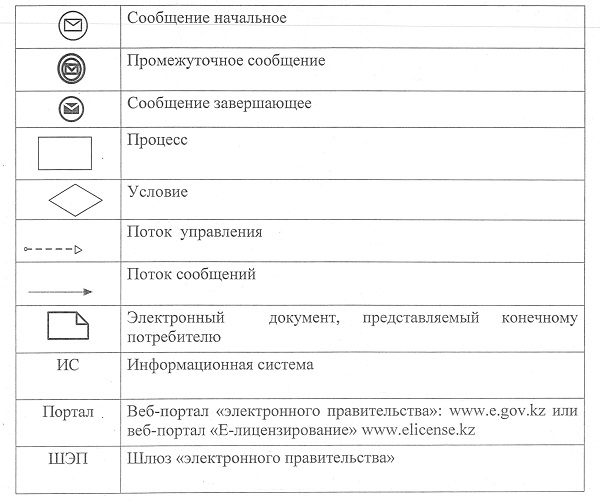 Сообщение начальное
Промежуточное сообщение
Сообщение завершающее
Процесс
Условие
Поток управления
Поток сообщений
Электронный документ, представляемый конечному
потребителю
ИС Информационная система
Портал Веб-портал «электронного правительства»: www.e.gov.kz или
веб-портал «Е-лицензирование» www.elicense.kz
ШЭП Шлюз «электронного правительства»